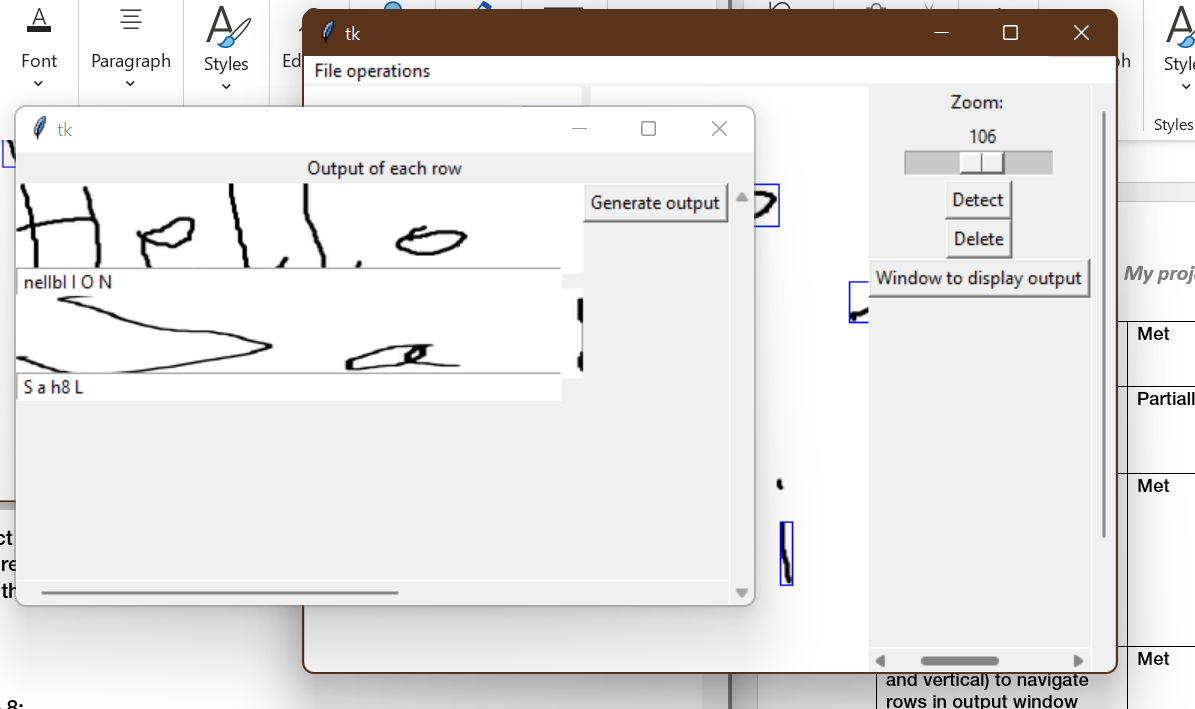 Font
Paragraph
Styles
tk
File operations
Zoom:
106
Detect
Delete
Window to display output
tk
Output of each row
Generate output
Hello
nellbl l O N
S a h8 L
Styles
My proj
Met
Partiall
Met
Met
and vertical) to navigate
rows in output window
8: